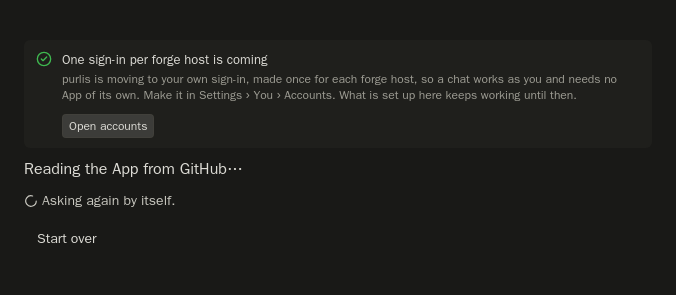 One sign-in per forge host is coming
purlis is moving to your own sign-in, made once for each forge host, so a chat works as you and needs no
App of its own. Make it in Settings › You › Accounts. What is set up here keeps working until then.
Open accounts
Reading the App from GitHub···
Asking again by itself.
Start over